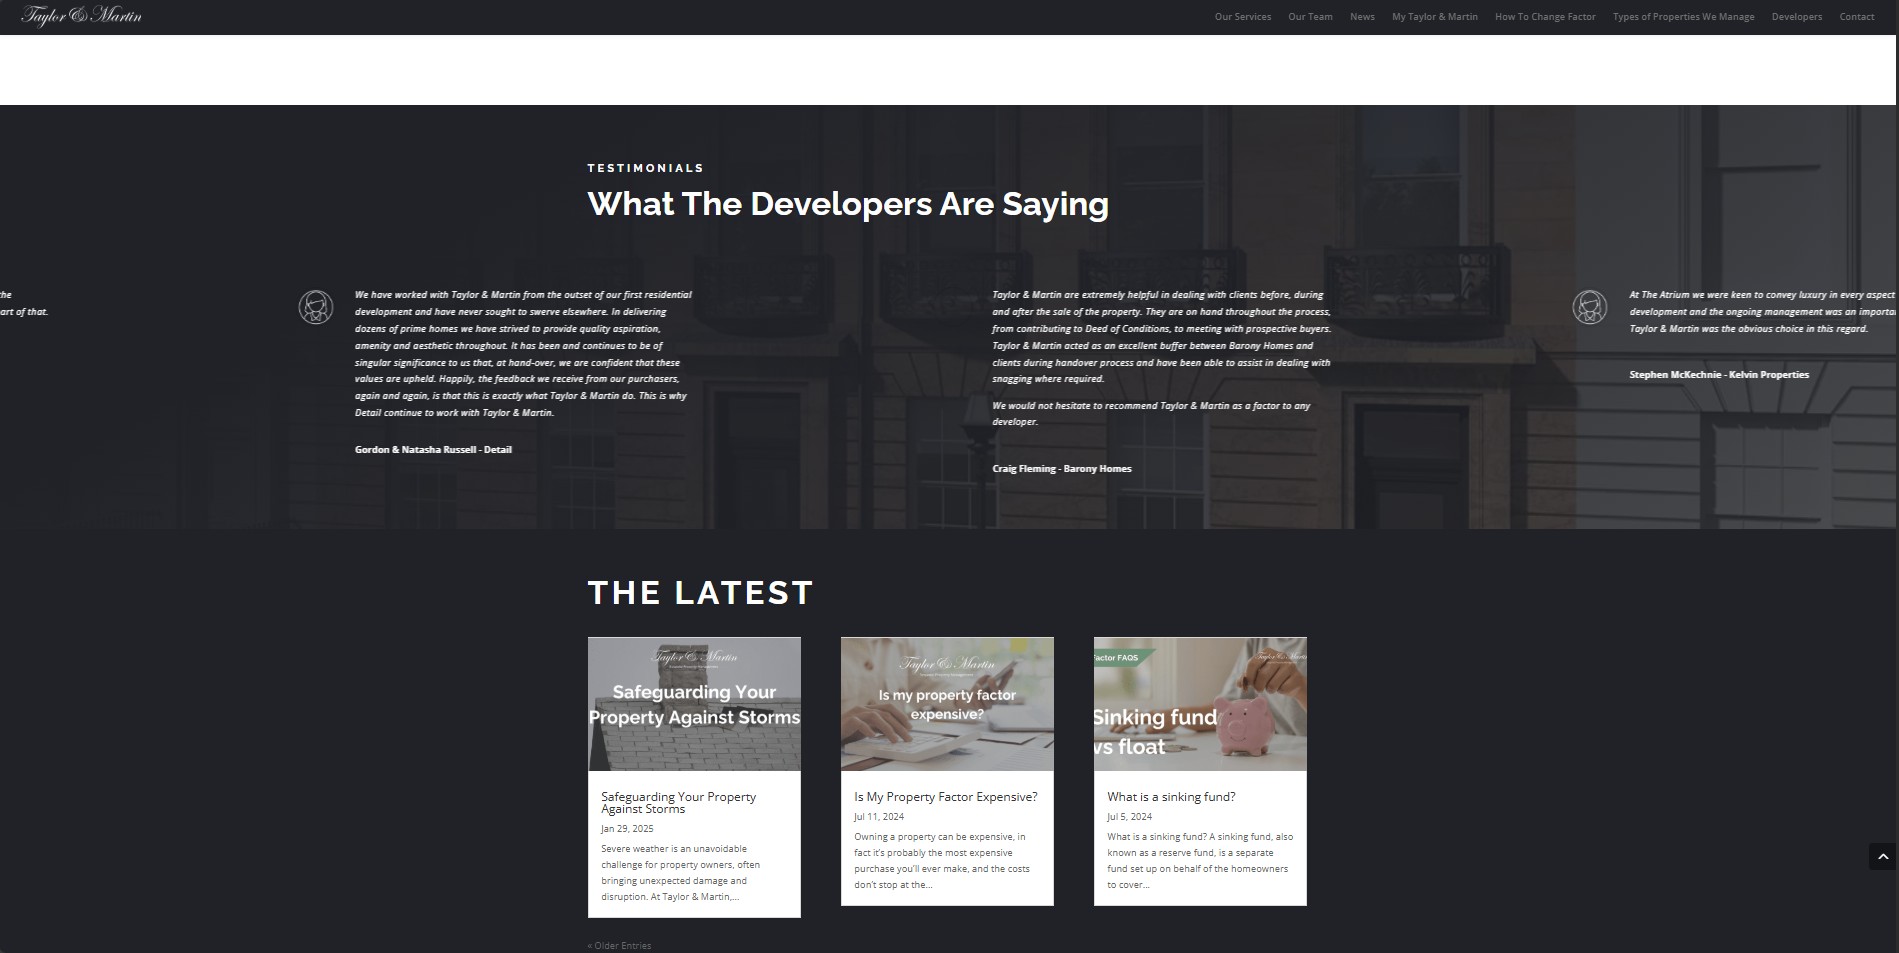 Taylor & Martin
Our Services Our Team News My Taylor & Martin How To Change Factor Types of Properties We Manage Developers Contact
TESTIMONIALS
What The Developers Are Saying
the
art of that.
We have worked with Taylor & Martin from the outset of our first residential
development and have never sought to swerve elsewhere. In delivering
dozens of prime homes we have strived to provide quality aspiration,
amenity and aesthetic throughout. It has been and continues to be of
singular significance to us that, at hand-over, we are confident that these
values are upheld. Happily, the feedback we receive from our purchasers,
again and again, is that this is exactly what Taylor & Martin do. This is why
Detail continue to work with Taylor & Martin.
Gordon & Natasha Russell - Detail
Taylor & Martin are extremely helpful in dealing with clients before, during
and after the sale of the property. They are on hand throughout the process,
from contributing to Deed of Conditions, to meeting with prospective buyers.
Taylor & Martin acted as an excellent buffer between Barony Homes and
clients during handover process and have been able to assist in dealing with
snagging where required.
We would not hesitate to recommend Taylor & Martin as a factor to any
developer.
Craig Fleming - Barony Homes
At The Atrium we were keen to convey luxury in every aspect
development and the ongoing management was an importa
Taylor & Martin was the obvious choice in this regard.
Stephen McKechnie - Kelvin Properties
THE LATEST
Taylor & Martin
Safeguarding Your
Property Against Storms
Safeguarding Your Property
Against Storms
Jan 29, 2025
Severe weather is an unavoidable
challenge for property owners, often
bringing unexpected damage and
disruption. At Taylor & Martin,...
Taylor & Martin
Is my property factor
expensive?
Is My Property Factor Expensive?
Jul 11, 2024
Owning a property can be expensive, in
fact it's probably the most expensive
purchase you'll ever make, and the costs
don't stop at the...
Factor FAQS
Taylor & Martin
Sinking fund
vs float
What is a sinking fund?
Jul 5, 2024
What is a sinking fund? A sinking fund, also
known as a reserve fund, is a separate
fund set up on behalf of the homeowners
to cover...
« Older Entries